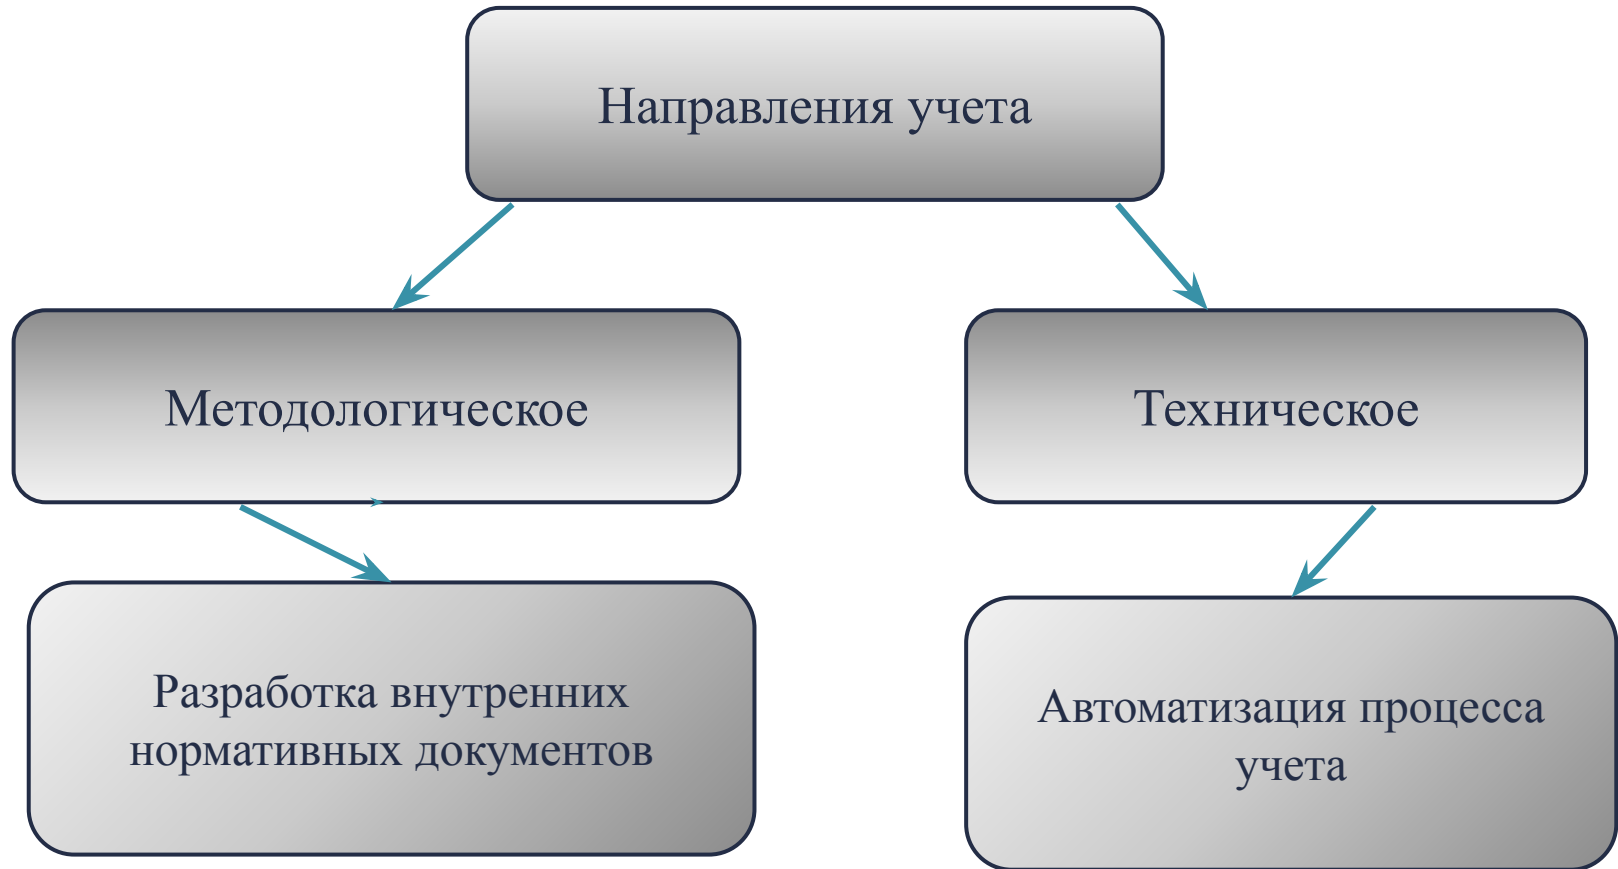 Направления учета
Методологическое
Техническое
Разработка внутренних
нормативных документов
Автоматизация процесса
учета